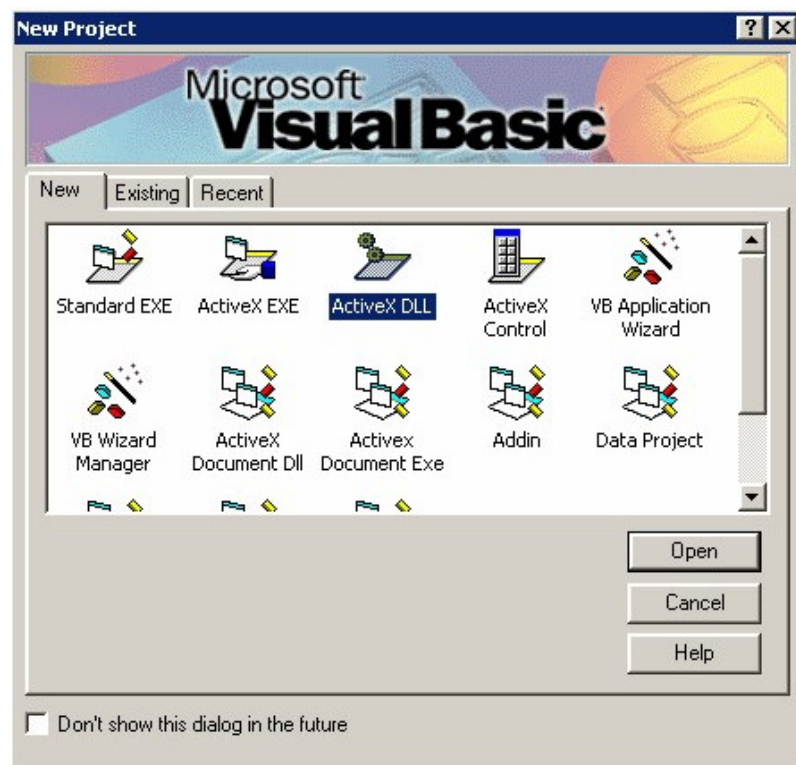 New Project
Microsoft
Visual Basic
New Existing Recent
Standard EXE ActiveX EXE ActiveX DLL ActiveX Control VB Application Wizard
VB Wizard Manager ActiveX Document Dll Activex Document Exe Addin Data Project
Open
Cancel
Help
Don't show this dialog in the future